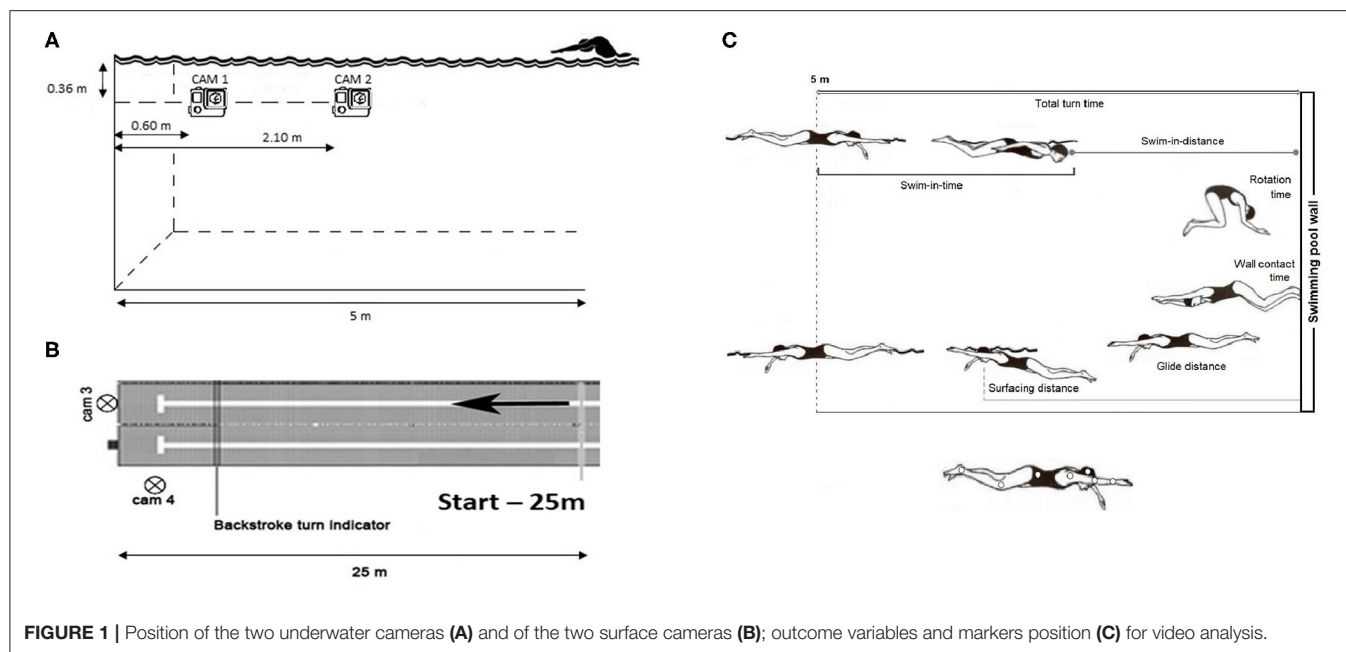 A
0.36 m
CAM 1
CAM 2
0.60 m
2.10 m
5 m
B
cam 3
cam 4
Start – 25m
Backstroke turn indicator
25 m
C
5 m
Total turn time
Swim-in-distance
Swim-in-time
Rotation
time
Wall contact
time
Swimming pool wall
Glide distance
Surfacing distance
FIGURE 1 | Position of the two underwater cameras (A) and of the two surface cameras (B); outcome variables and markers position (C) for video analysis.